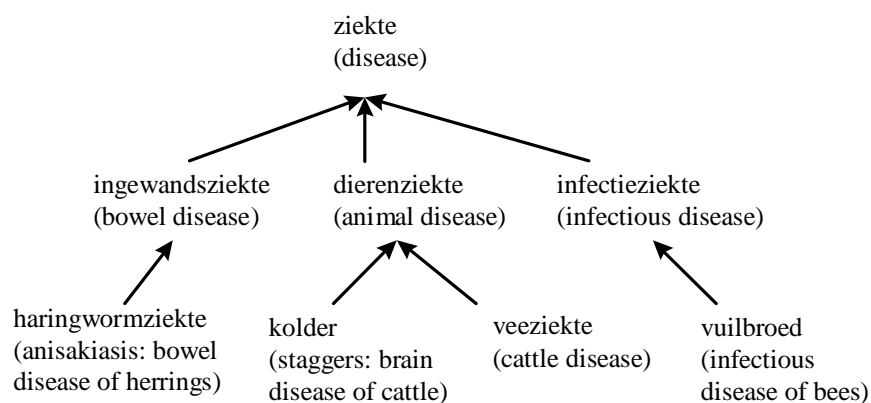 ziekte
(disease)
ingewandsziekte
(bowel disease)
dierenziekte
(animal disease)
infectieziekte
(infectious disease)
haringwormziekte
(anisakiasis: bowel
disease of herrings)
kolder
(staggers: brain
disease of cattle)
veeziekte
(cattle disease)
vuilbroed
(infectious
disease of bees)